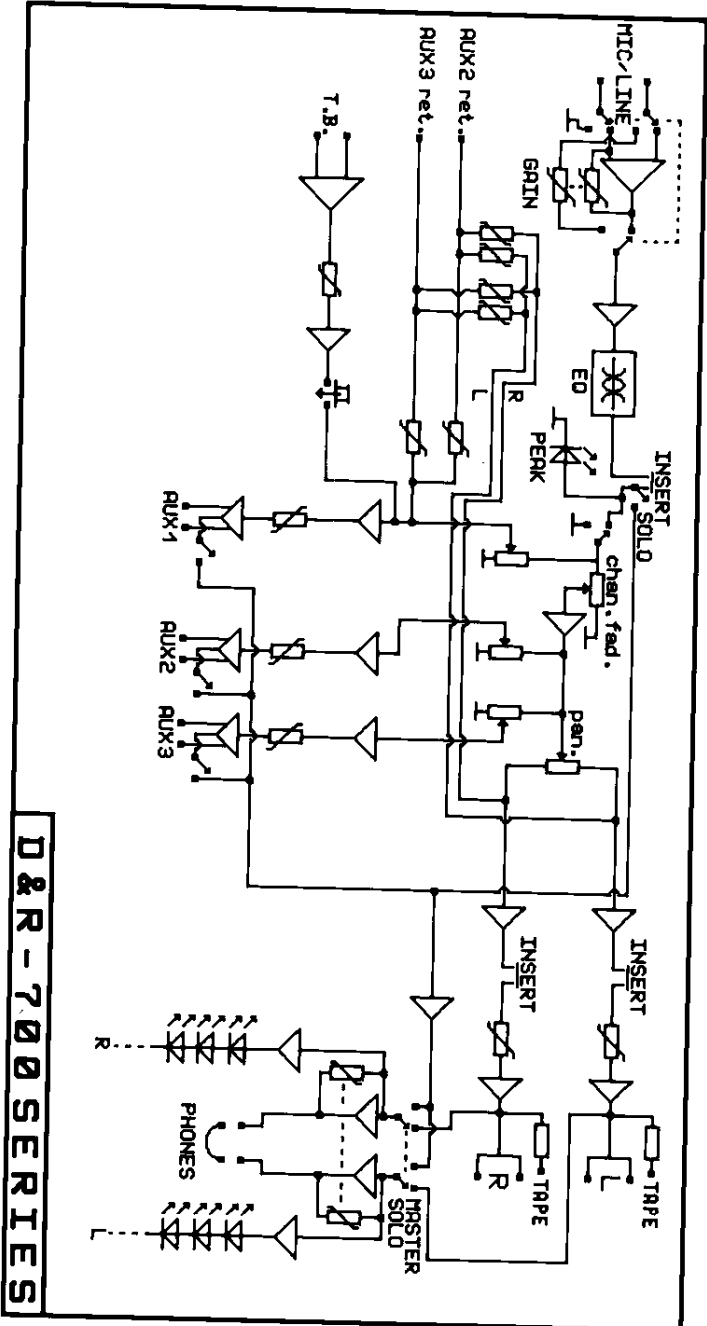 MIC/LINE
GAIN
AUX2 ret.
AUX3 ret.
T.B.
EQ
PEAK
R
L
INSERT
SOLO
chan.fad.
pan.
AUX1
AUX2
AUX3
INSERT
INSERT
TAPE
L
TAPE
R
MASTER
SOLO
PHONES
R
L
D&R-700SERIES